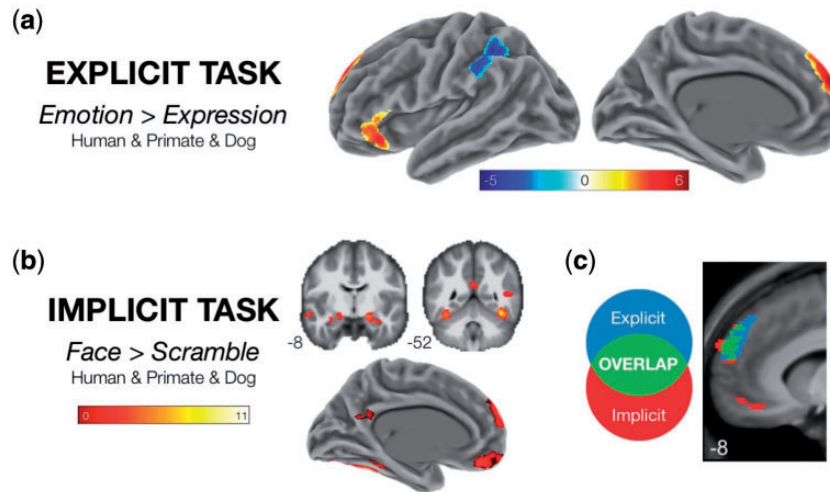 (a)
EXPLICIT TASK
Emotion > Expression
Human & Primate & Dog
-5 0 6
(b)
IMPLICIT TASK
Face > Scramble
Human & Primate & Dog
0 11
-8
-52
(c)
Explicit
OVERLAP
Implicit
-8